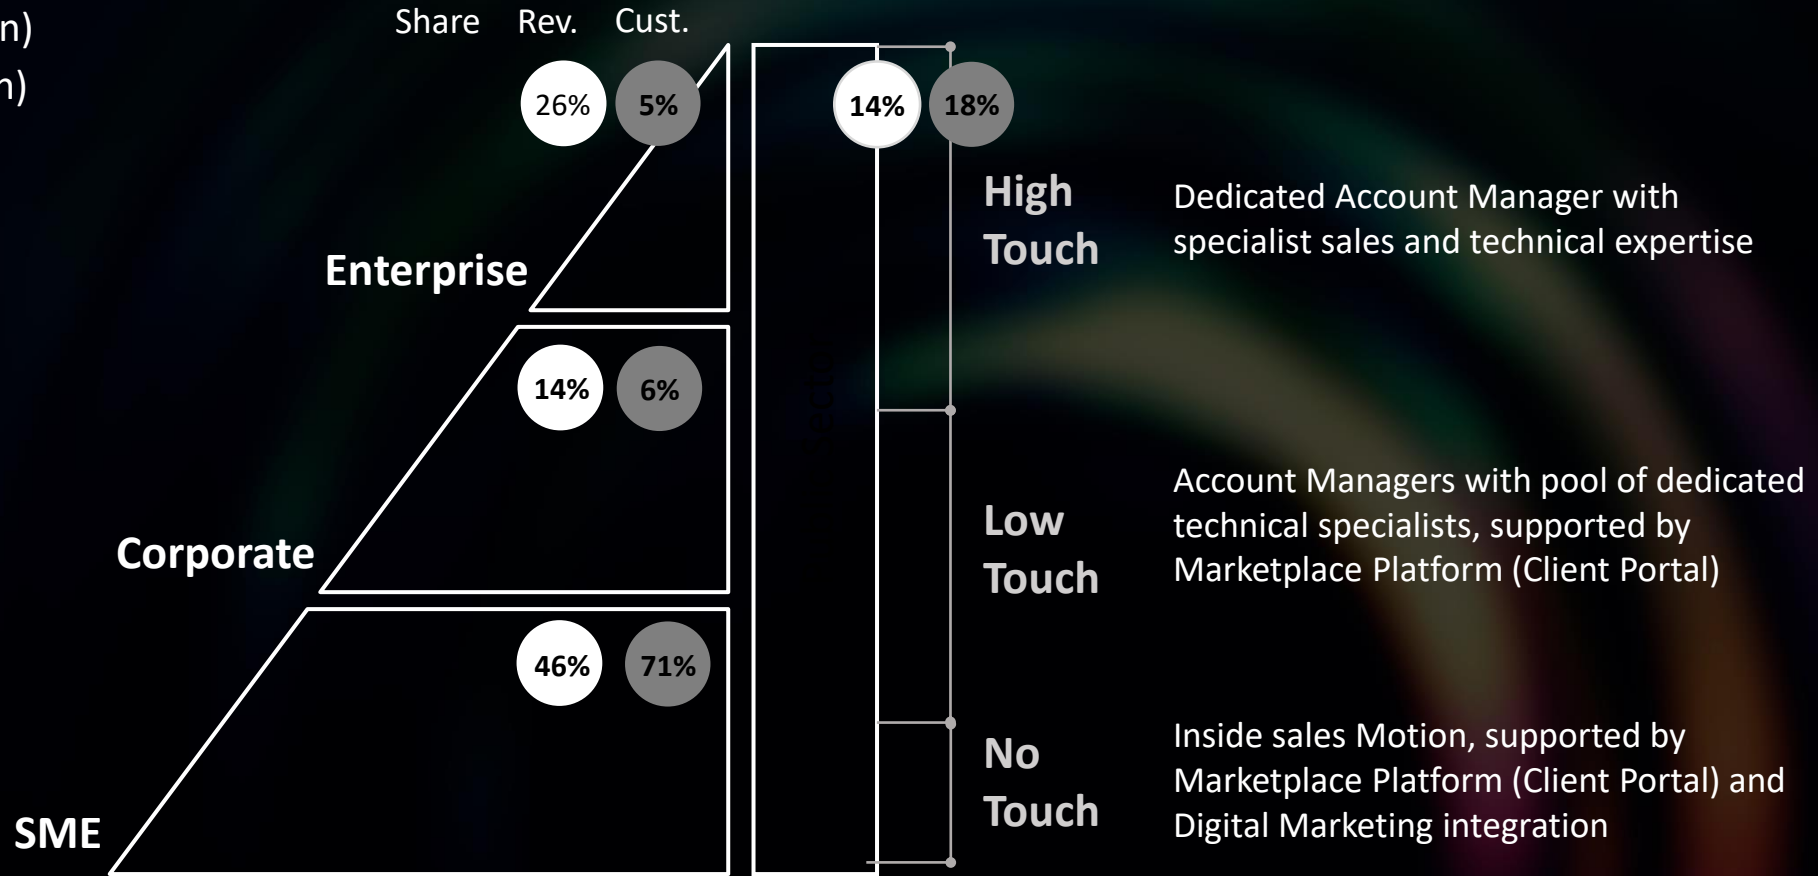 n)
n)
Share Rev. Cust.
26% 5%
14% 18%
Enterprise
High
Touch
Dedicated Account Manager with
specialist sales and technical expertise
14% 6%
Corporate
Low
Touch
Account Managers with pool of dedicated
technical specialists, supported by
Marketplace Platform (Client Portal)
46% 71%
SME
No
Touch
Inside sales Motion, supported by
Marketplace Platform (Client Portal) and
Digital Marketing integration